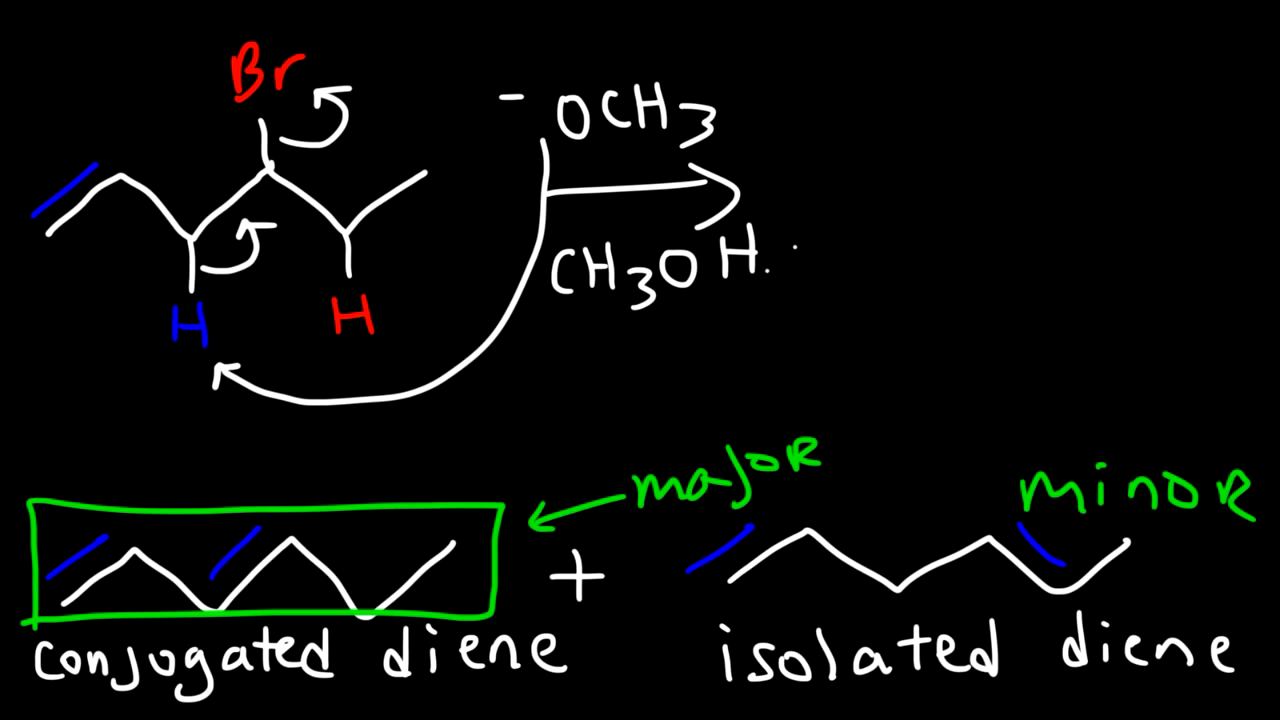 Br
-OCH3
CH3OH
H H
major
minor
+
conjugated diene
isolated diene